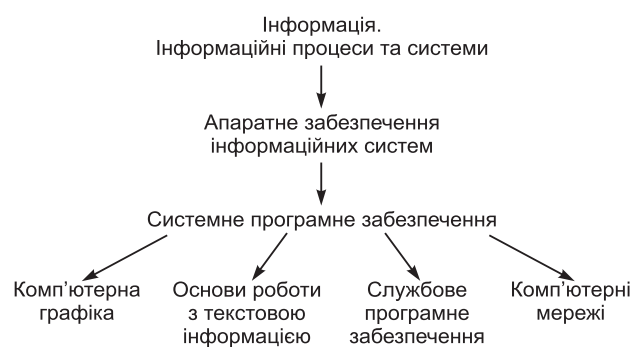 Інформація.
Інформаційні процеси та системи
Апаратне забезпечення
інформаційних систем
Системне програмне забезпечення
Комп’ютерна
графіка
Основи роботи
з текстовою
інформацією
Службове
програмне
забезпечення
Комп’ютерні
мережі